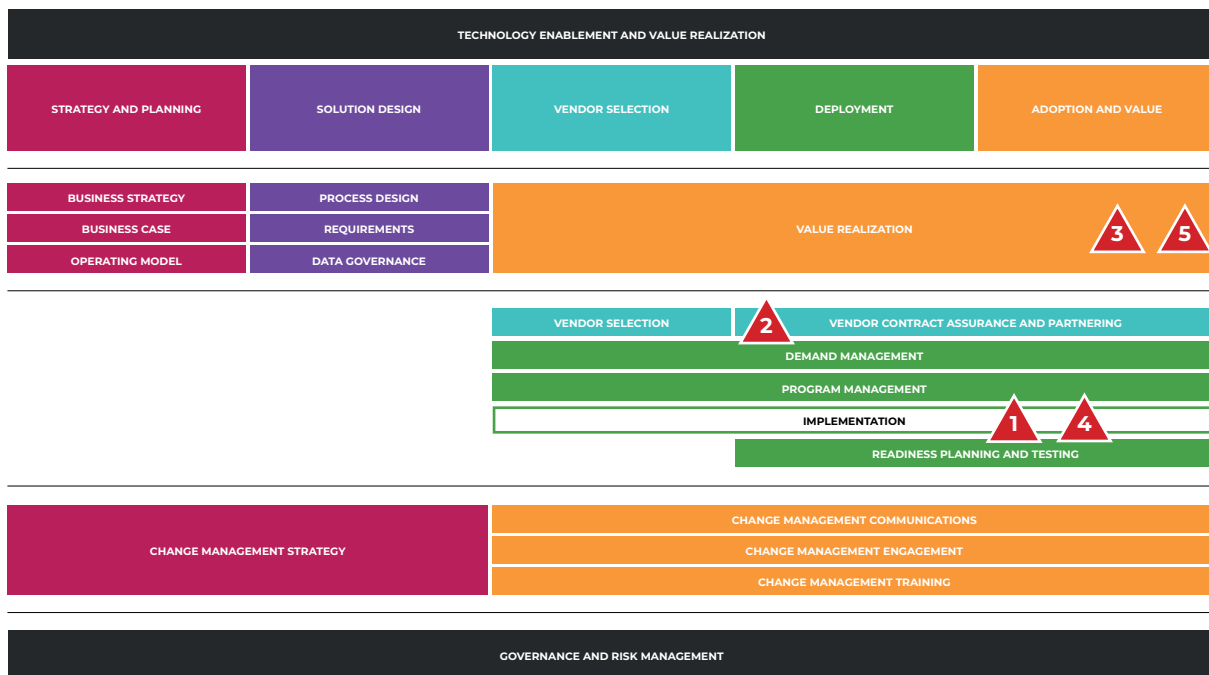 TECHNOLOGY ENABLEMENT AND VALUE REALIZATION
STRATEGY AND PLANNING
SOLUTION DESIGN
VENDOR SELECTION
DEPLOYMENT
ADOPTION AND VALUE
BUSINESS STRATEGY
BUSINESS CASE
OPERATING MODEL
PROCESS DESIGN
REQUIREMENTS
DATA GOVERNANCE
VALUE REALIZATION
3
5
VENDOR SELECTION
2
VENDOR CONTRACT ASSURANCE AND PARTNERING
DEMAND MANAGEMENT
PROGRAM MANAGEMENT
IMPLEMENTATION
1
4
READINESS PLANNING AND TESTING
CHANGE MANAGEMENT STRATEGY
CHANGE MANAGEMENT COMMUNICATIONS
CHANGE MANAGEMENT ENGAGEMENT
CHANGE MANAGEMENT TRAINING
GOVERNANCE AND RISK MANAGEMENT